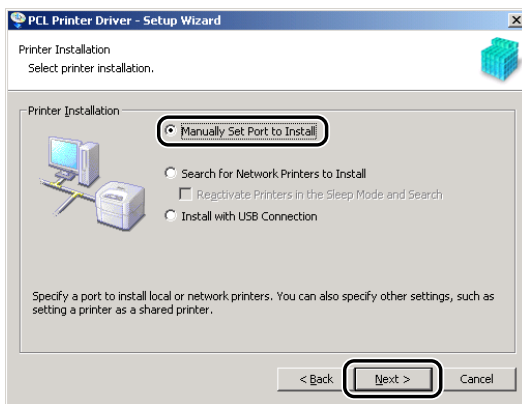 PCL Printer Driver - Setup Wizard
Printer Installation
Select printer installation.
Printer Installation
Manually Set Port to Install
Search for Network Printers to Install
Reactivate Printers in the Sleep Mode and Search
Install with USB Connection
Specify a port to install local or network printers. You can also specify other settings, such as
setting a printer as a shared printer.
< Back
Next >
Cancel